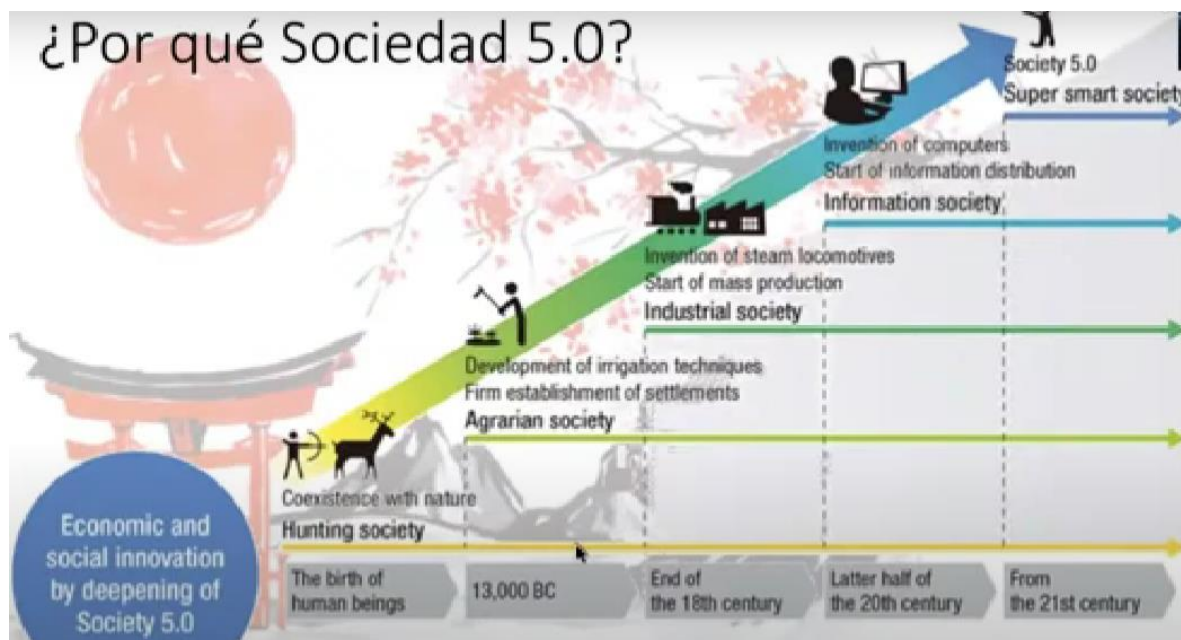 ¿Por qué Sociedad 5.0?
Society 5.0
Super smart society
Invention of computers
Start of information distribution
Information society
Invention of steam locomotives
Start of mass production
Industrial society
Development of irrigation techniques
Firm establishment of settlements
Agrarian society
Coexistence with nature
Hunting society
Economic and
social innovation
by deepening of
Society 5.0
The birth of
human beings
13,000 BC
End of
the 18th century
Latter half of
the 20th century
From
the 21st century